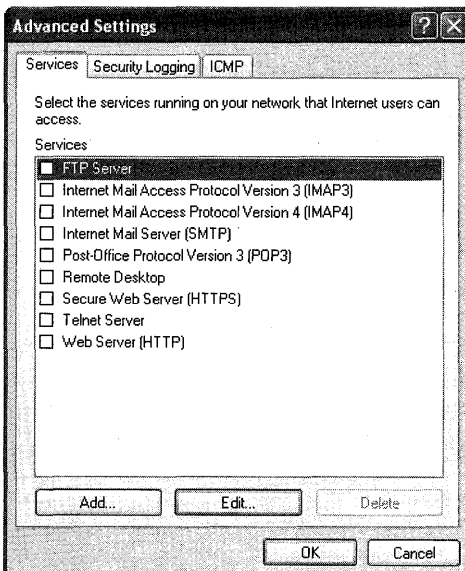 Advanced Settings
Services Security Logging ICMP
Select the services running on your network that Internet users can
access.
Services
FTP Server
Internet Mail Access Protocol Version 3 (IMAP3)
Internet Mail Access Protocol Version 4 (IMAP4)
Internet Mail Server (SMTP)
Post-Office Protocol Version 3 (POP3)
Remote Desktop
Secure Web Server (HTTPS)
Telnet Server
Web Server (HTTP)
Add... Edit... Delete
OK Cancel